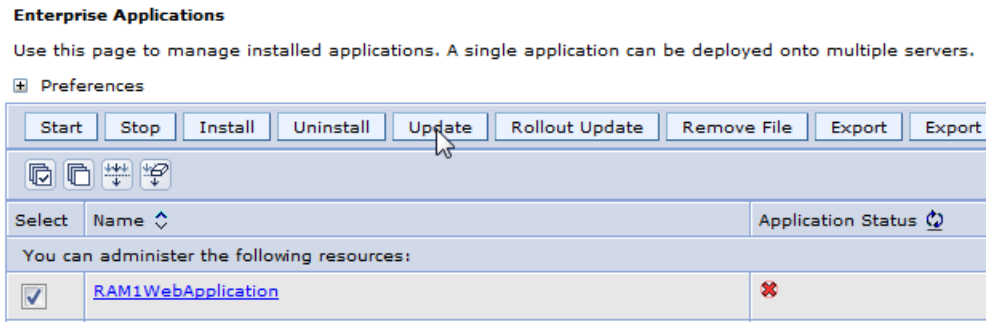 Enterprise Applications
Use this page to manage installed applications. A single application can be deployed onto multiple servers.
Preferences
Start Stop Install Uninstall Update Rollout Update Remove File Export Export
Select Name Application Status
You can administer the following resources:
RAM1WebApplication